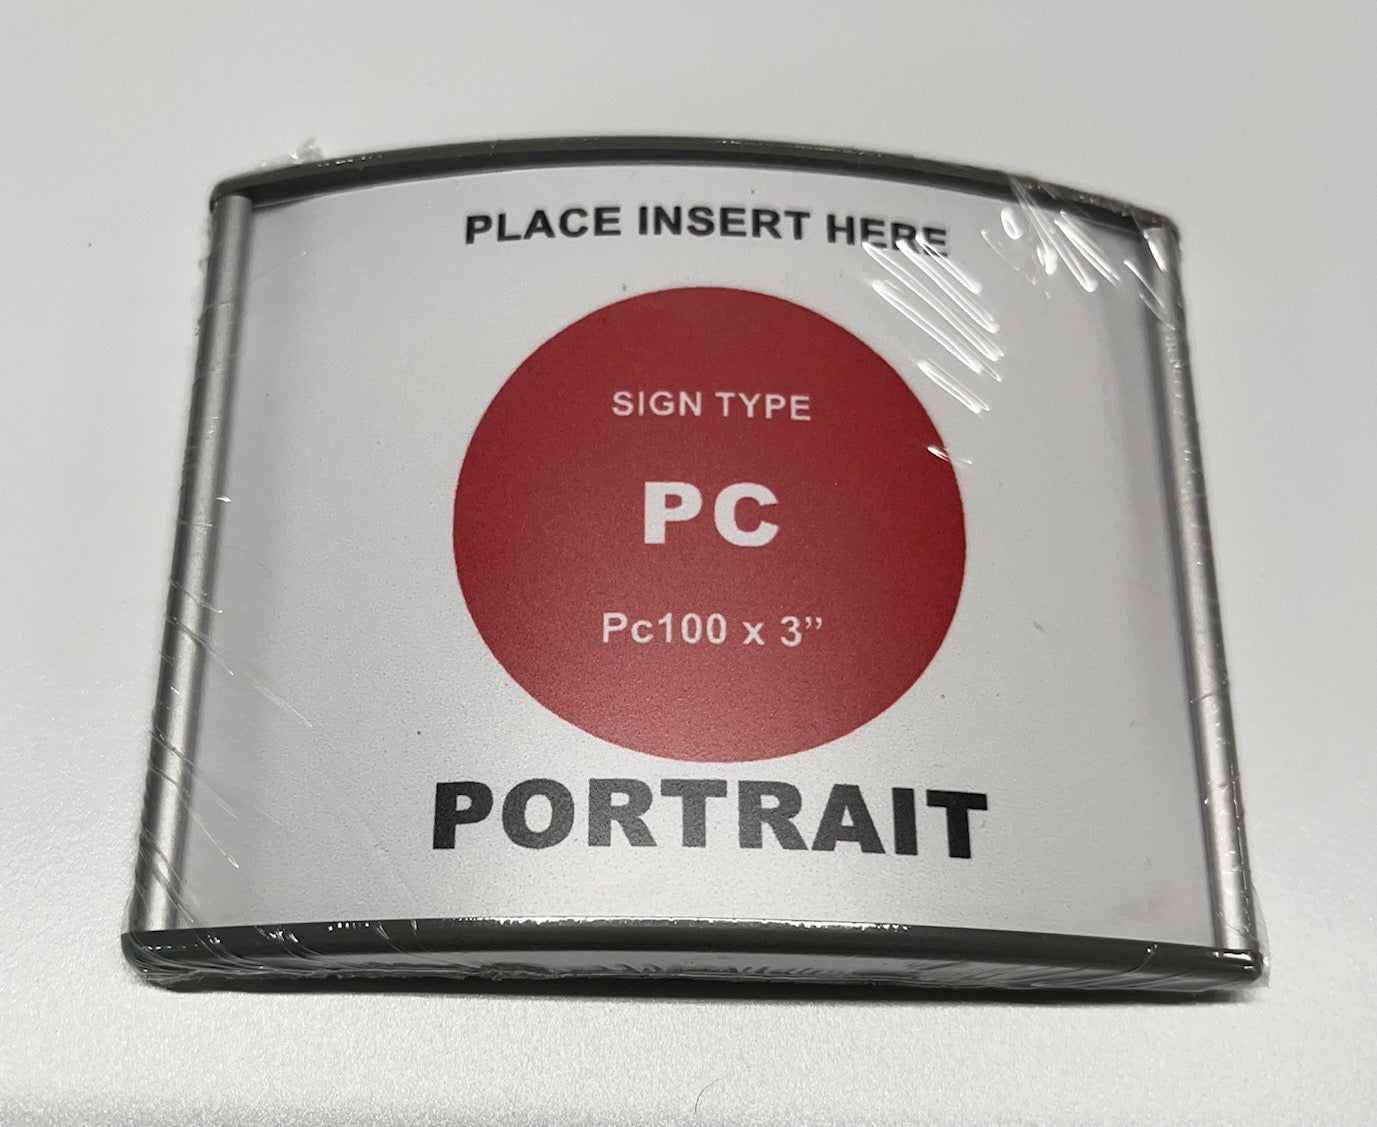 PLACE INSERT HERE
SIGN TYPE
PC
Pc100 x 3”
PORTRAIT